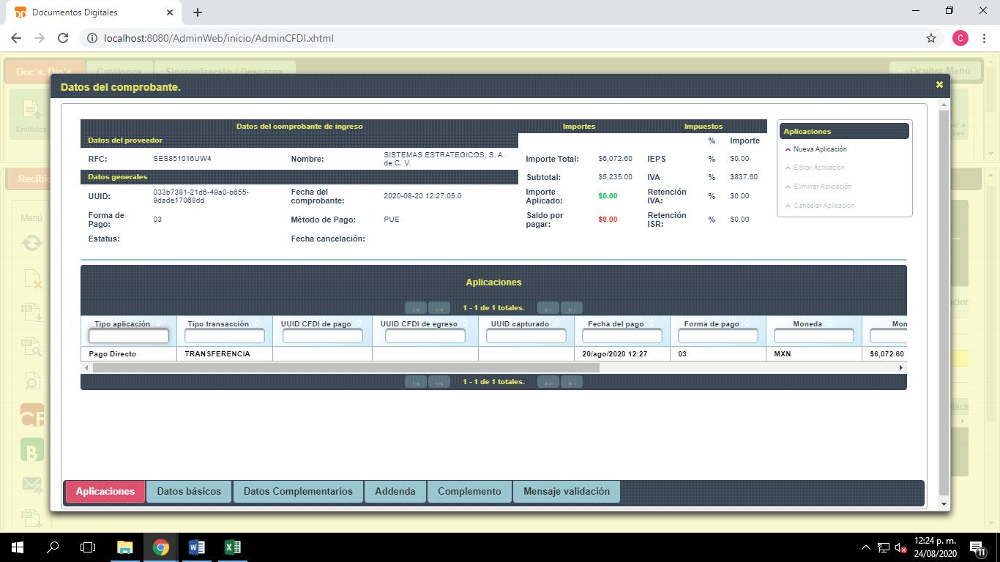 Documentos Digitales
localhost:8080/AdminWeb/inicio/AdminCFDI.xhtml
C
Doc´s. Dig´s.
Catálogos
Sincronización / Descarga
Ocultar Menú
Emitidos
Menú
Datos del comprobante.
Datos del comprobante de ingreso
Importes
Impuestos
Datos del proveedor
% Importe
RFC: SES851016UW4 Nombre: SISTEMAS ESTRATEGICOS, S. A. de C. V.
Importe Total: $6,072.60 IEPS % $0.00
Datos generales
Subtotal: $5,235.00 IVA % $837.60
UUID: 033b7381-21d6-49a0-b655-9dade17068dd Fecha del comprobante: 2020-08-20 12:27:05.0
Importe Aplicado: $0.00 Retención IVA: % $0.00
Forma de Pago: 03 Método de Pago: PUE
Saldo por pagar: $0.00 Retención ISR: % $0.00
Estatus: Fecha cancelación:
Aplicaciones
Nueva Aplicación
Editar Aplicación
Eliminar Aplicación
Cancelar Aplicación
Aplicaciones
1 - 1 de 1 totales.
Tipo aplicación Tipo transacción UUID CFDI de pago UUID CFDI de egreso UUID capturado Fecha del pago Forma de pago Moneda Mon
Pago Directo TRANSFERENCIA 20/ago/2020 12:27 03 MXN $6,072.60
1 - 1 de 1 totales.
Aplicaciones Datos básicos Datos Complementarios Addenda Complemento Mensaje validación
12:24 p. m.
24/08/2020
11